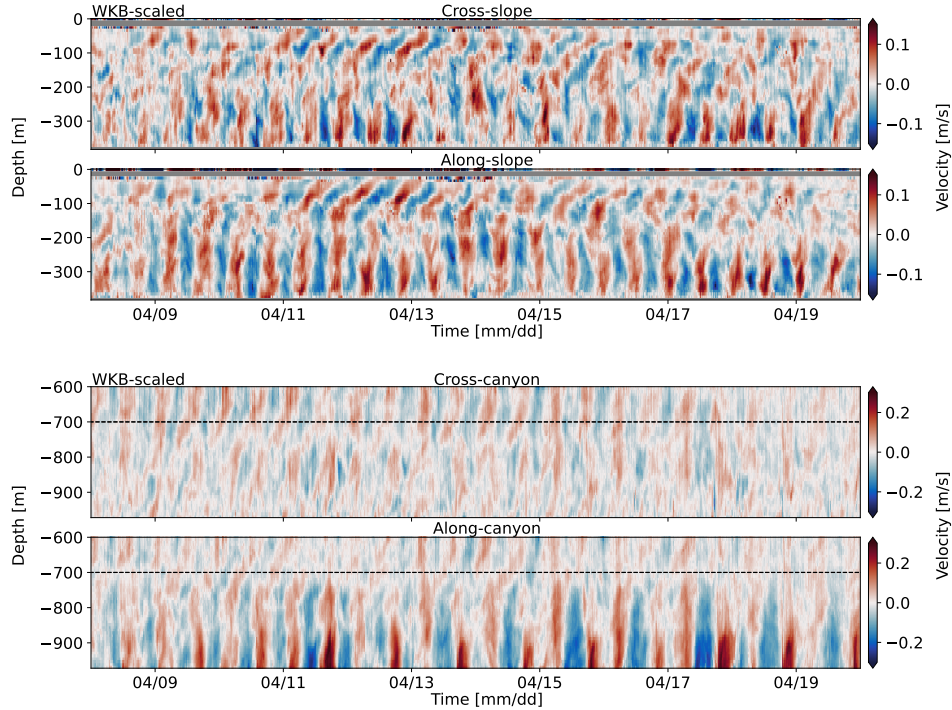 WKB-scaled Cross-slope
0
−100
−200
−300
Depth [m]
0.1
0.0
−0.1
Velocity [m/s]
Along-slope
0
−100
−200
−300
Depth [m]
0.1
0.0
−0.1
04/09 04/11 04/13 04/15 04/17 04/19
Time [mm/dd]
WKB-scaled Cross-canyon
−600
−700
−800
−900
Depth [m]
0.2
0.0
−0.2
Velocity [m/s]
Along-canyon
−600
−700
−800
−900
Depth [m]
0.2
0.0
−0.2
04/09 04/11 04/13 04/15 04/17 04/19
Time [mm/dd]